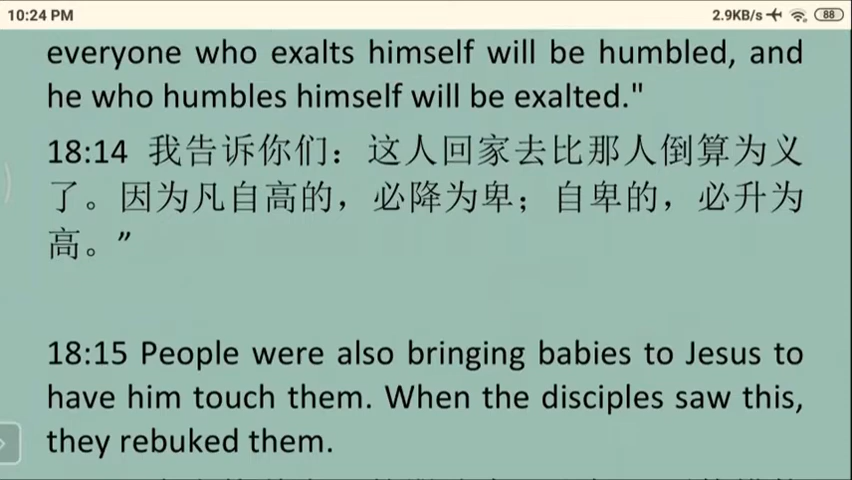 10:24 PM 2.9KB/s 88
everyone who exalts himself will be humbled, and
he who humbles himself will be exalted."
18:14 我告诉你们：这人回家去比那人倒算为义
了。因为凡自高的，必降为卑；自卑的，必升为
高。”
18:15 People were also bringing babies to Jesus to
have him touch them. When the disciples saw this,
they rebuked them.